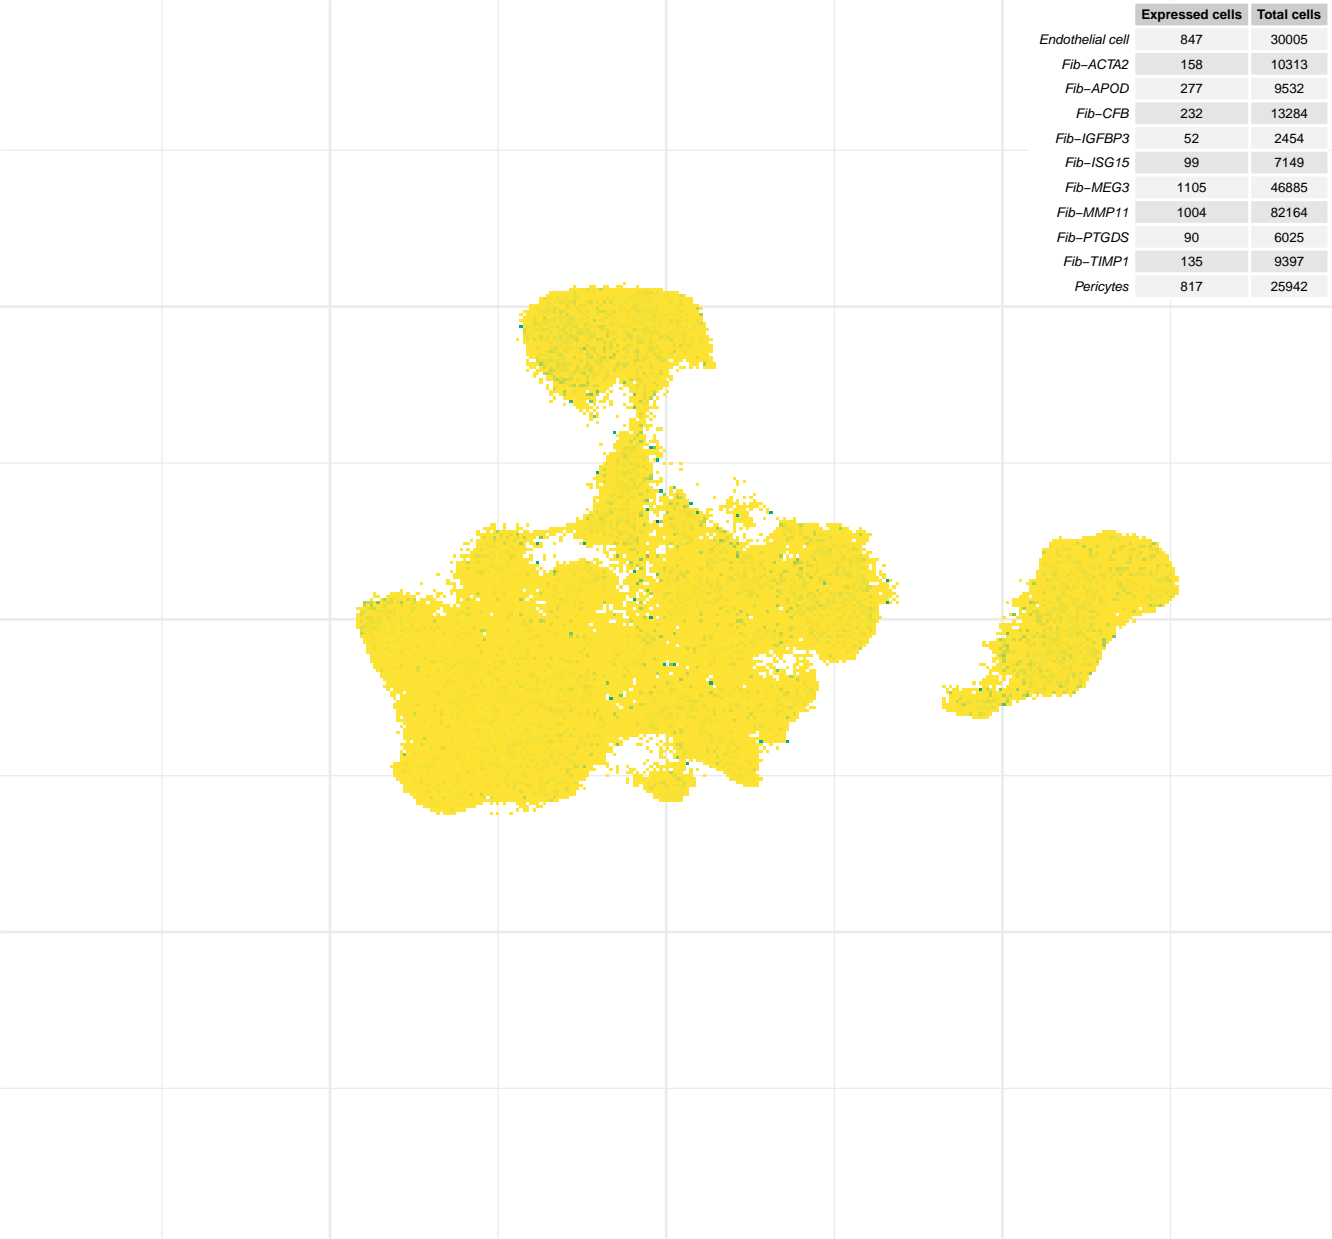 Expressed cells Total cells
Endothelial cell 847 30005
Fib−ACTA2 158 10313
Fib−APOD 277 9532
Fib−CFB 232 13284
Fib−IGFBP3 52 2454
Fib−ISG15 99 7149
Fib−MEG3 1105 46885
Fib−MMP11 1004 82164
Fib−PTGDS 90 6025
Fib−TIMP1 135 9397
Pericytes 817 25942